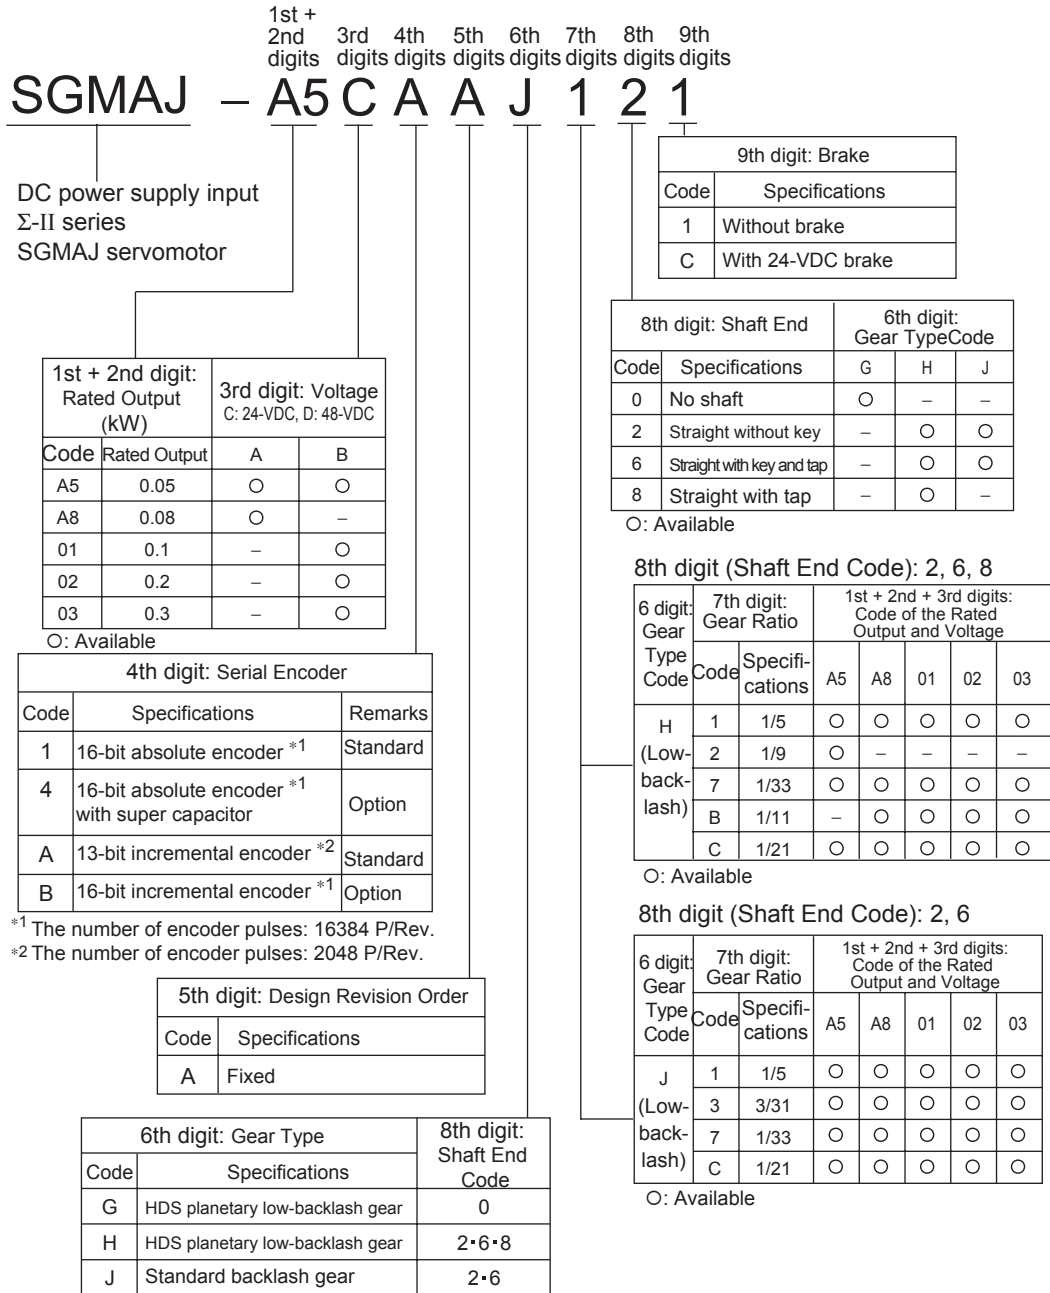 1st +
2nd 3rd 4th 5th 6th 7th 8th 9th
digits digits digits digits digits digits digits digits
SGMAJ – A5 C A A J 1 2 1
DC power supply input
Σ-II series
SGMAJ servomotor
9th digit: Brake
Code Specifications
1 Without brake
C With 24-VDC brake
8th digit: Shaft End 6th digit:
Gear TypeCode
Code Specifications G H J
0 No shaft ○ – –
2 Straight without key – ○ ○
6 Straight with key and tap – ○ ○
8 Straight with tap – ○ –
○: Available
1st + 2nd digit:
Rated Output
(kW)
3rd digit: Voltage
C: 24-VDC, D: 48-VDC
Code Rated Output A B
A5 0.05 ○ ○
A8 0.08 ○ –
01 0.1 – ○
02 0.2 – ○
03 0.3 – ○
○: Available
4th digit: Serial Encoder
Code Specifications Remarks
1 16-bit absolute encoder *1 Standard
4 16-bit absolute encoder *1
with super capacitor Option
A 13-bit incremental encoder *2 Standard
B 16-bit incremental encoder *1 Option
*1 The number of encoder pulses: 16384 P/Rev.
*2 The number of encoder pulses: 2048 P/Rev.
5th digit: Design Revision Order
Code Specifications
A Fixed
6th digit: Gear Type 8th digit:
Shaft End
Code
Code Specifications
G HDS planetary low-backlash gear 0
H HDS planetary low-backlash gear 2▪6▪8
J Standard backlash gear 2▪6
8th digit (Shaft End Code): 2, 6, 8
6 digit:
Gear
Type
Code
7th digit:
Gear Ratio
1st + 2nd + 3rd digits:
Code of the Rated
Output and Voltage
Code Specifi-
cations A5 A8 01 02 03
H
(Low-
back-
lash)
1 1/5 ○ ○ ○ ○ ○
2 1/9 ○ – – – –
7 1/33 ○ ○ ○ ○ ○
B 1/11 – ○ ○ ○ ○
C 1/21 ○ ○ ○ ○ ○
○: Available
8th digit (Shaft End Code): 2, 6
6 digit:
Gear
Type
Code
7th digit:
Gear Ratio
1st + 2nd + 3rd digits:
Code of the Rated
Output and Voltage
Code Specifi-
cations A5 A8 01 02 03
J
(Low-
back-
lash)
1 1/5 ○ ○ ○ ○ ○
3 3/31 ○ ○ ○ ○ ○
7 1/33 ○ ○ ○ ○ ○
C 1/21 ○ ○ ○ ○ ○
○: Available